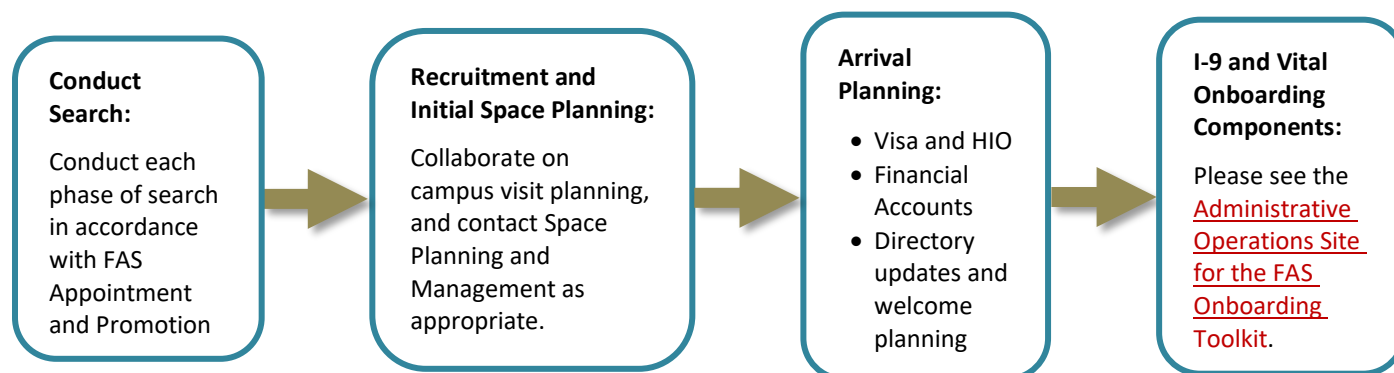 Conduct
Search:
Conduct each
phase of search
in accordance
with FAS
Appointment
and Promotion
Recruitment and
Initial Space Planning:
Collaborate on
campus visit planning,
and contact Space
Planning and
Management as
appropriate.
Arrival
Planning:
• Visa and HIO
• Financial
Accounts
• Directory
updates and
welcome
planning
I-9 and Vital
Onboarding
Components:
Please see the
Administrative
Operations Site
for the FAS
Onboarding
Toolkit.